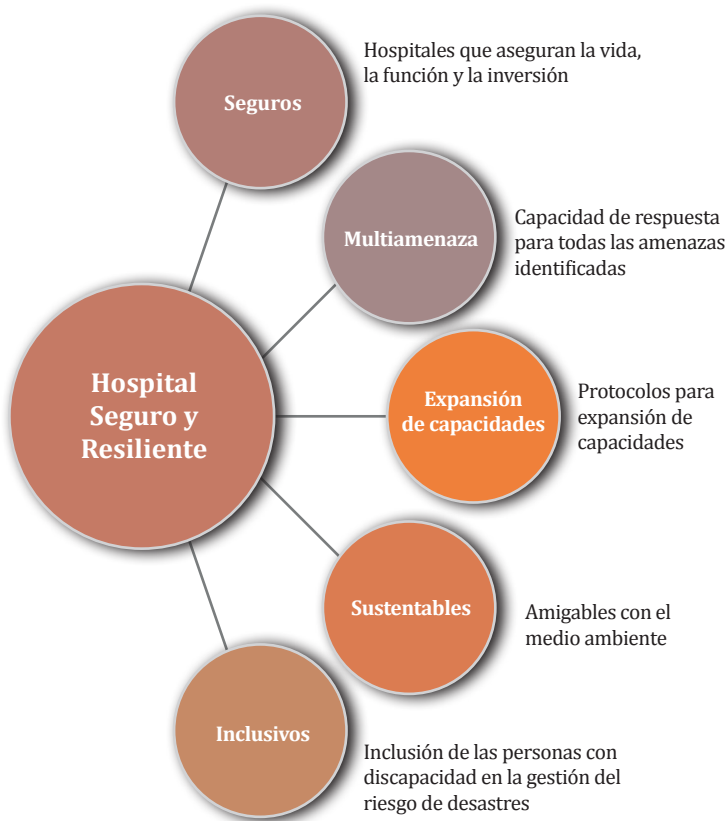 Hospital
Seguro y
Resiliente
Seguros
Hospitales que aseguran la vida,
la función y la inversión
Multiamenaza
Capacidad de respuesta
para todas las amenazas
identificadas
Expansión
de capacidades
Protocolos para
expansión de
capacidades
Sustentables
Amigables con el
medio ambiente
Inclusivos
Inclusión de las personas con
discapacidad en la gestión del
riesgo de desastres